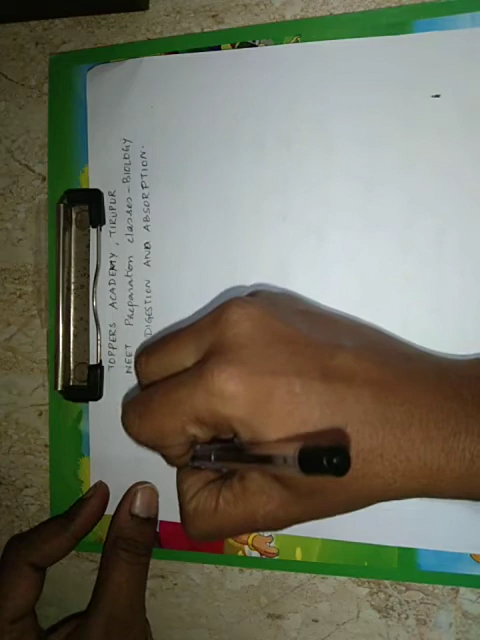 TOPPERS ACADEMY, TIRUPUR
NEET Preparation classes - BIOLOGY
DIGESTION AND ABSORPTION.